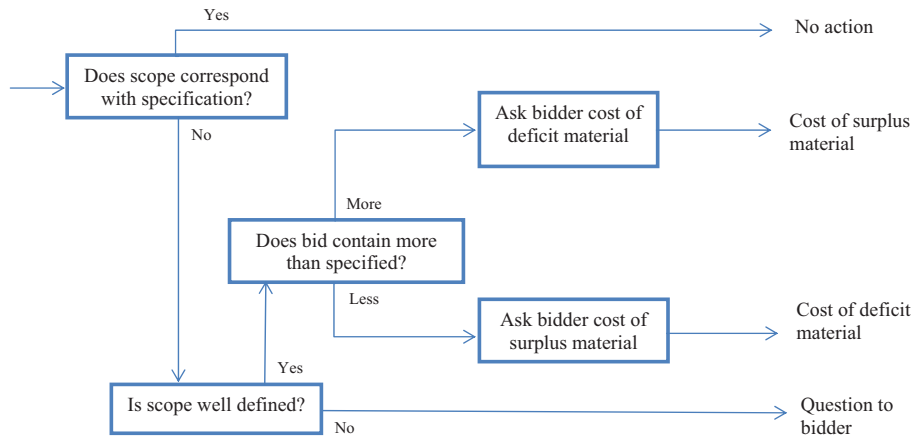 Yes
No action
Does scope correspond
with specification?
No
Ask bidder cost of
deficit material
Cost of surplus
material
More
Does bid contain more
than specified?
Less
Ask bidder cost of
surplus material
Cost of deficit
material
Yes
Is scope well defined?
No
Question to
bidder